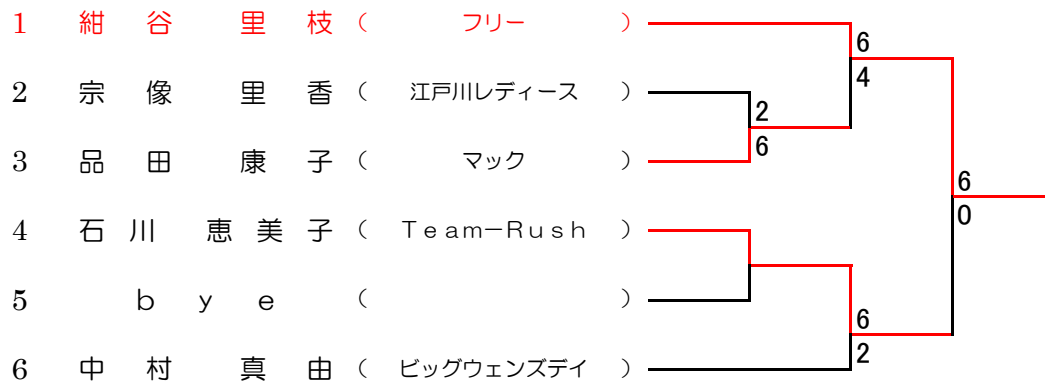 1 紺谷 里枝 ( フリー )
6
2 宗像 里香 ( 江戸川レディース )
4
2
3 品田 康子 ( マック )
6
6
4 石川 恵美子 ( Team-Rush )
0
5 bye ( )
6
6 中村 真由 ( ビッグウェンズデイ )
2